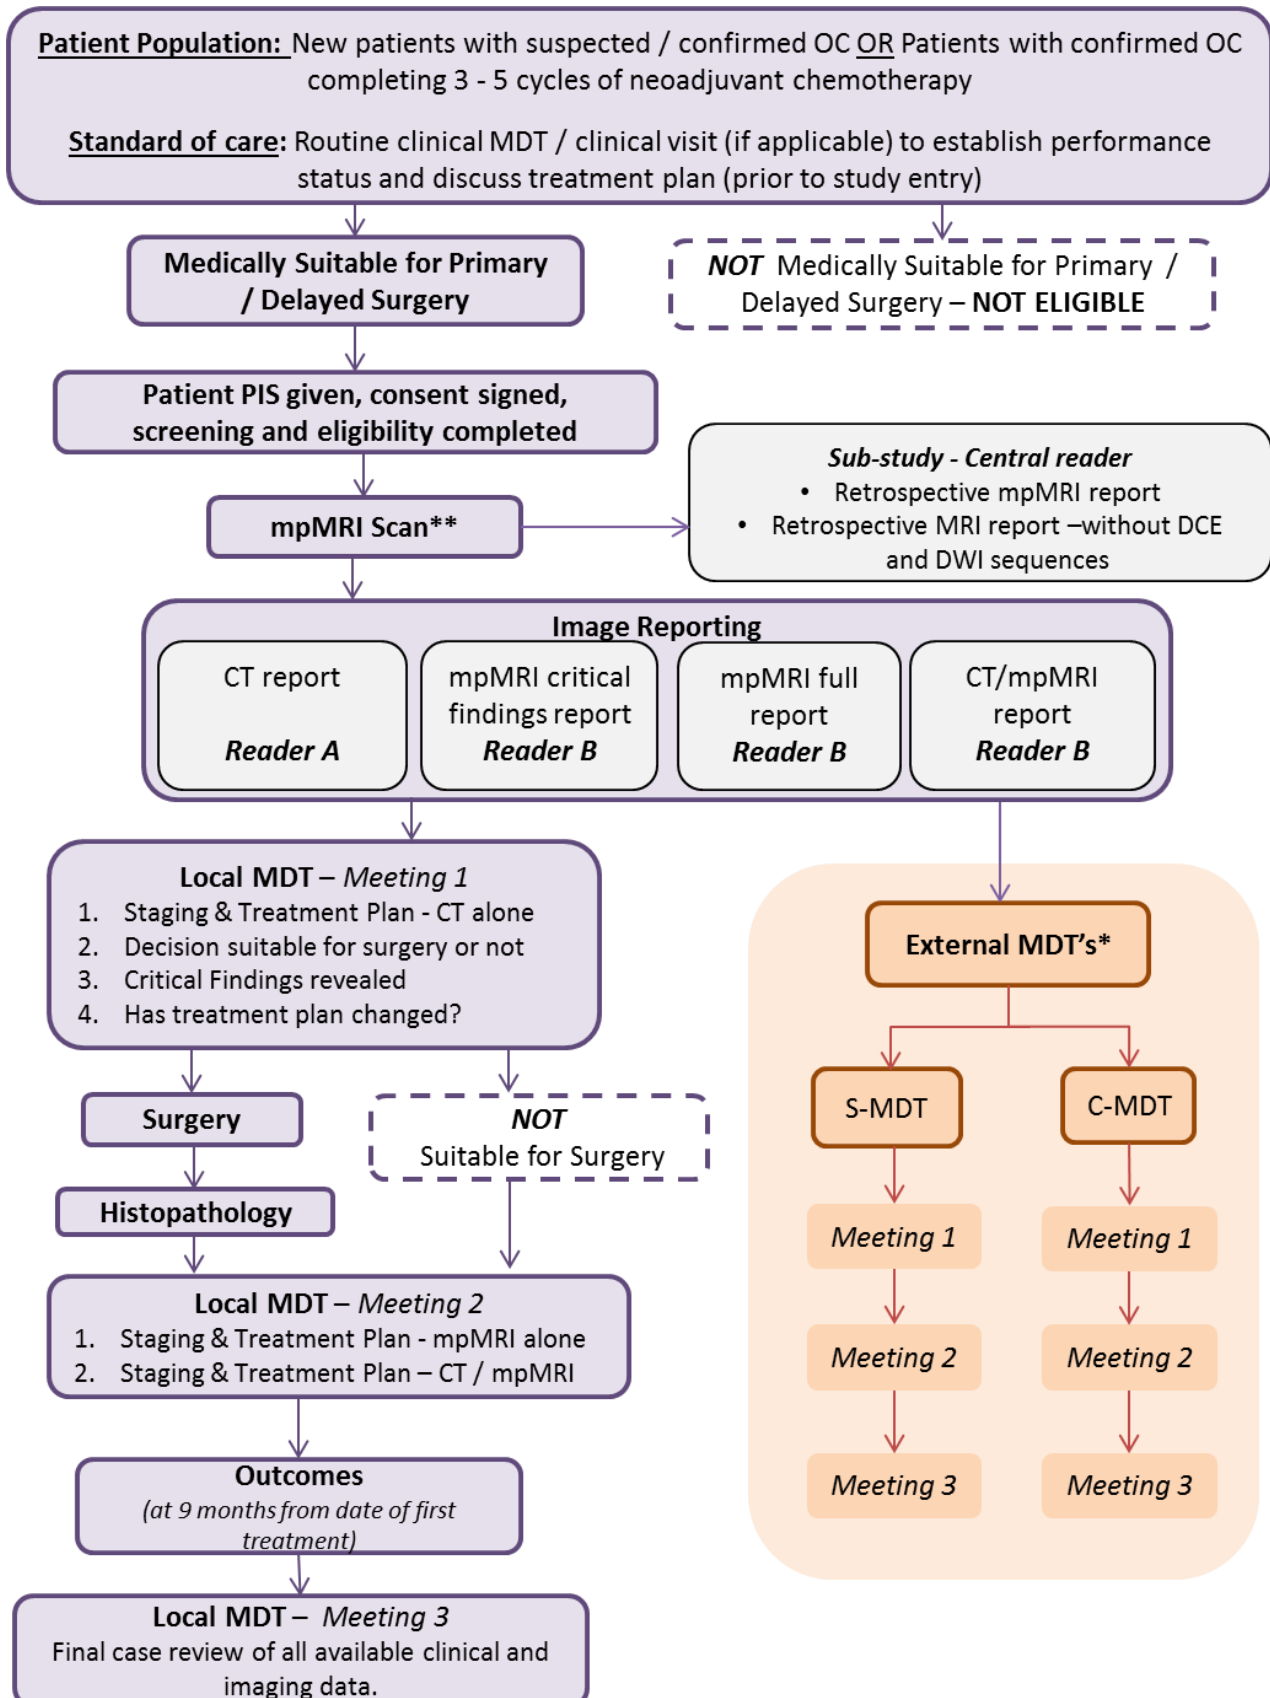 Patient Population: New patients with suspected / confirmed OC OR Patients with confirmed OC
completing 3 - 5 cycles of neoadjuvant chemotherapy
Standard of care: Routine clinical MDT / clinical visit (if applicable) to establish performance
status and discuss treatment plan (prior to study entry)
Medically Suitable for Primary
/ Delayed Surgery
NOT Medically Suitable for Primary /
Delayed Surgery – NOT ELIGIBLE
Patient PIS given, consent signed,
screening and eligibility completed
mpMRI Scan**
Sub-study - Central reader
• Retrospective mpMRI report
• Retrospective MRI report –without DCE
and DWI sequences
Image Reporting
CT report
Reader A
mpMRI critical
findings report
Reader B
mpMRI full
report
Reader B
CT/mpMRI
report
Reader B
Local MDT – Meeting 1
1. Staging & Treatment Plan - CT alone
2. Decision suitable for surgery or not
3. Critical Findings revealed
4. Has treatment plan changed?
Surgery
NOT
Suitable for Surgery
Histopathology
Local MDT – Meeting 2
1. Staging & Treatment Plan - mpMRI alone
2. Staging & Treatment Plan – CT / mpMRI
Outcomes
(at 9 months from date of first
treatment)
Local MDT – Meeting 3
Final case review of all available clinical and
imaging data.
External MDT's*
S-MDT
C-MDT
Meeting 1
Meeting 1
Meeting 2
Meeting 2
Meeting 3
Meeting 3